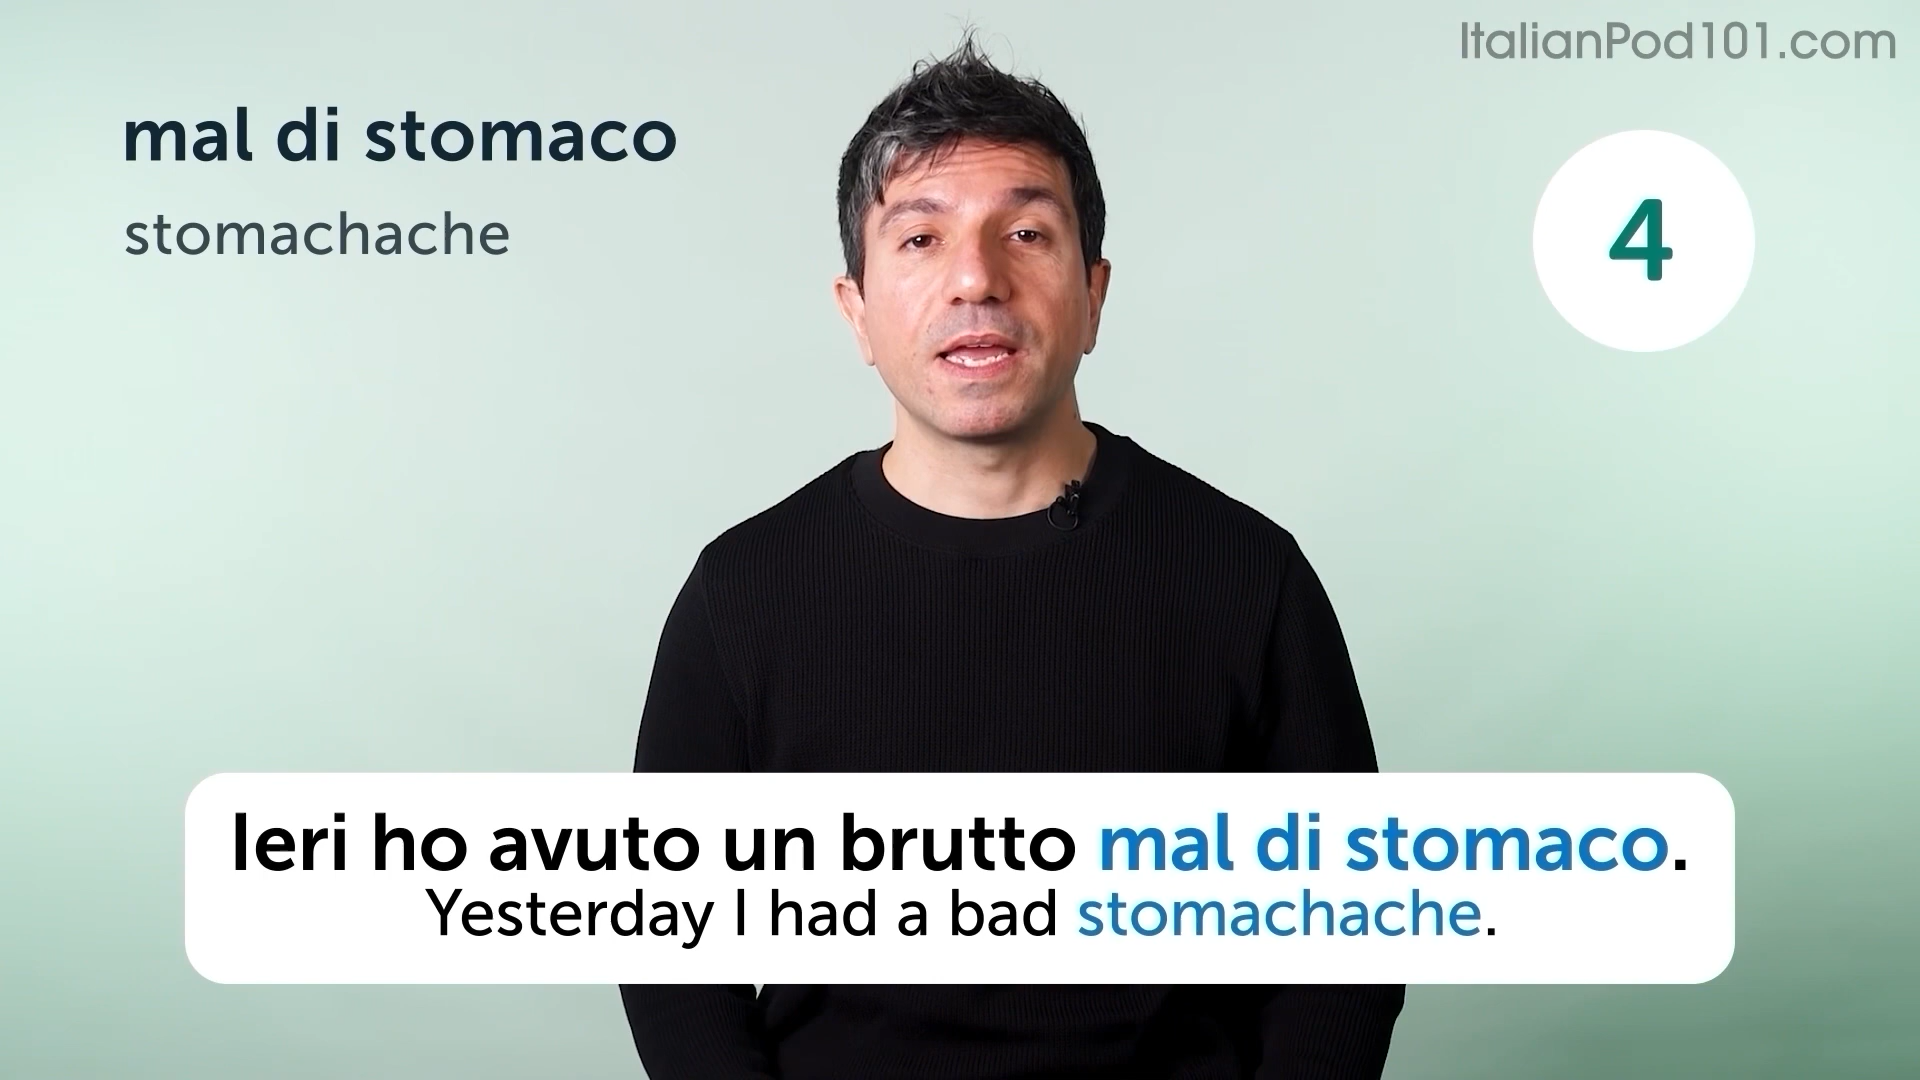 ItalianPod101.com
mal di stomaco
stomachache
4
Ieri ho avuto un brutto mal di stomaco.
Yesterday I had a bad stomachache.